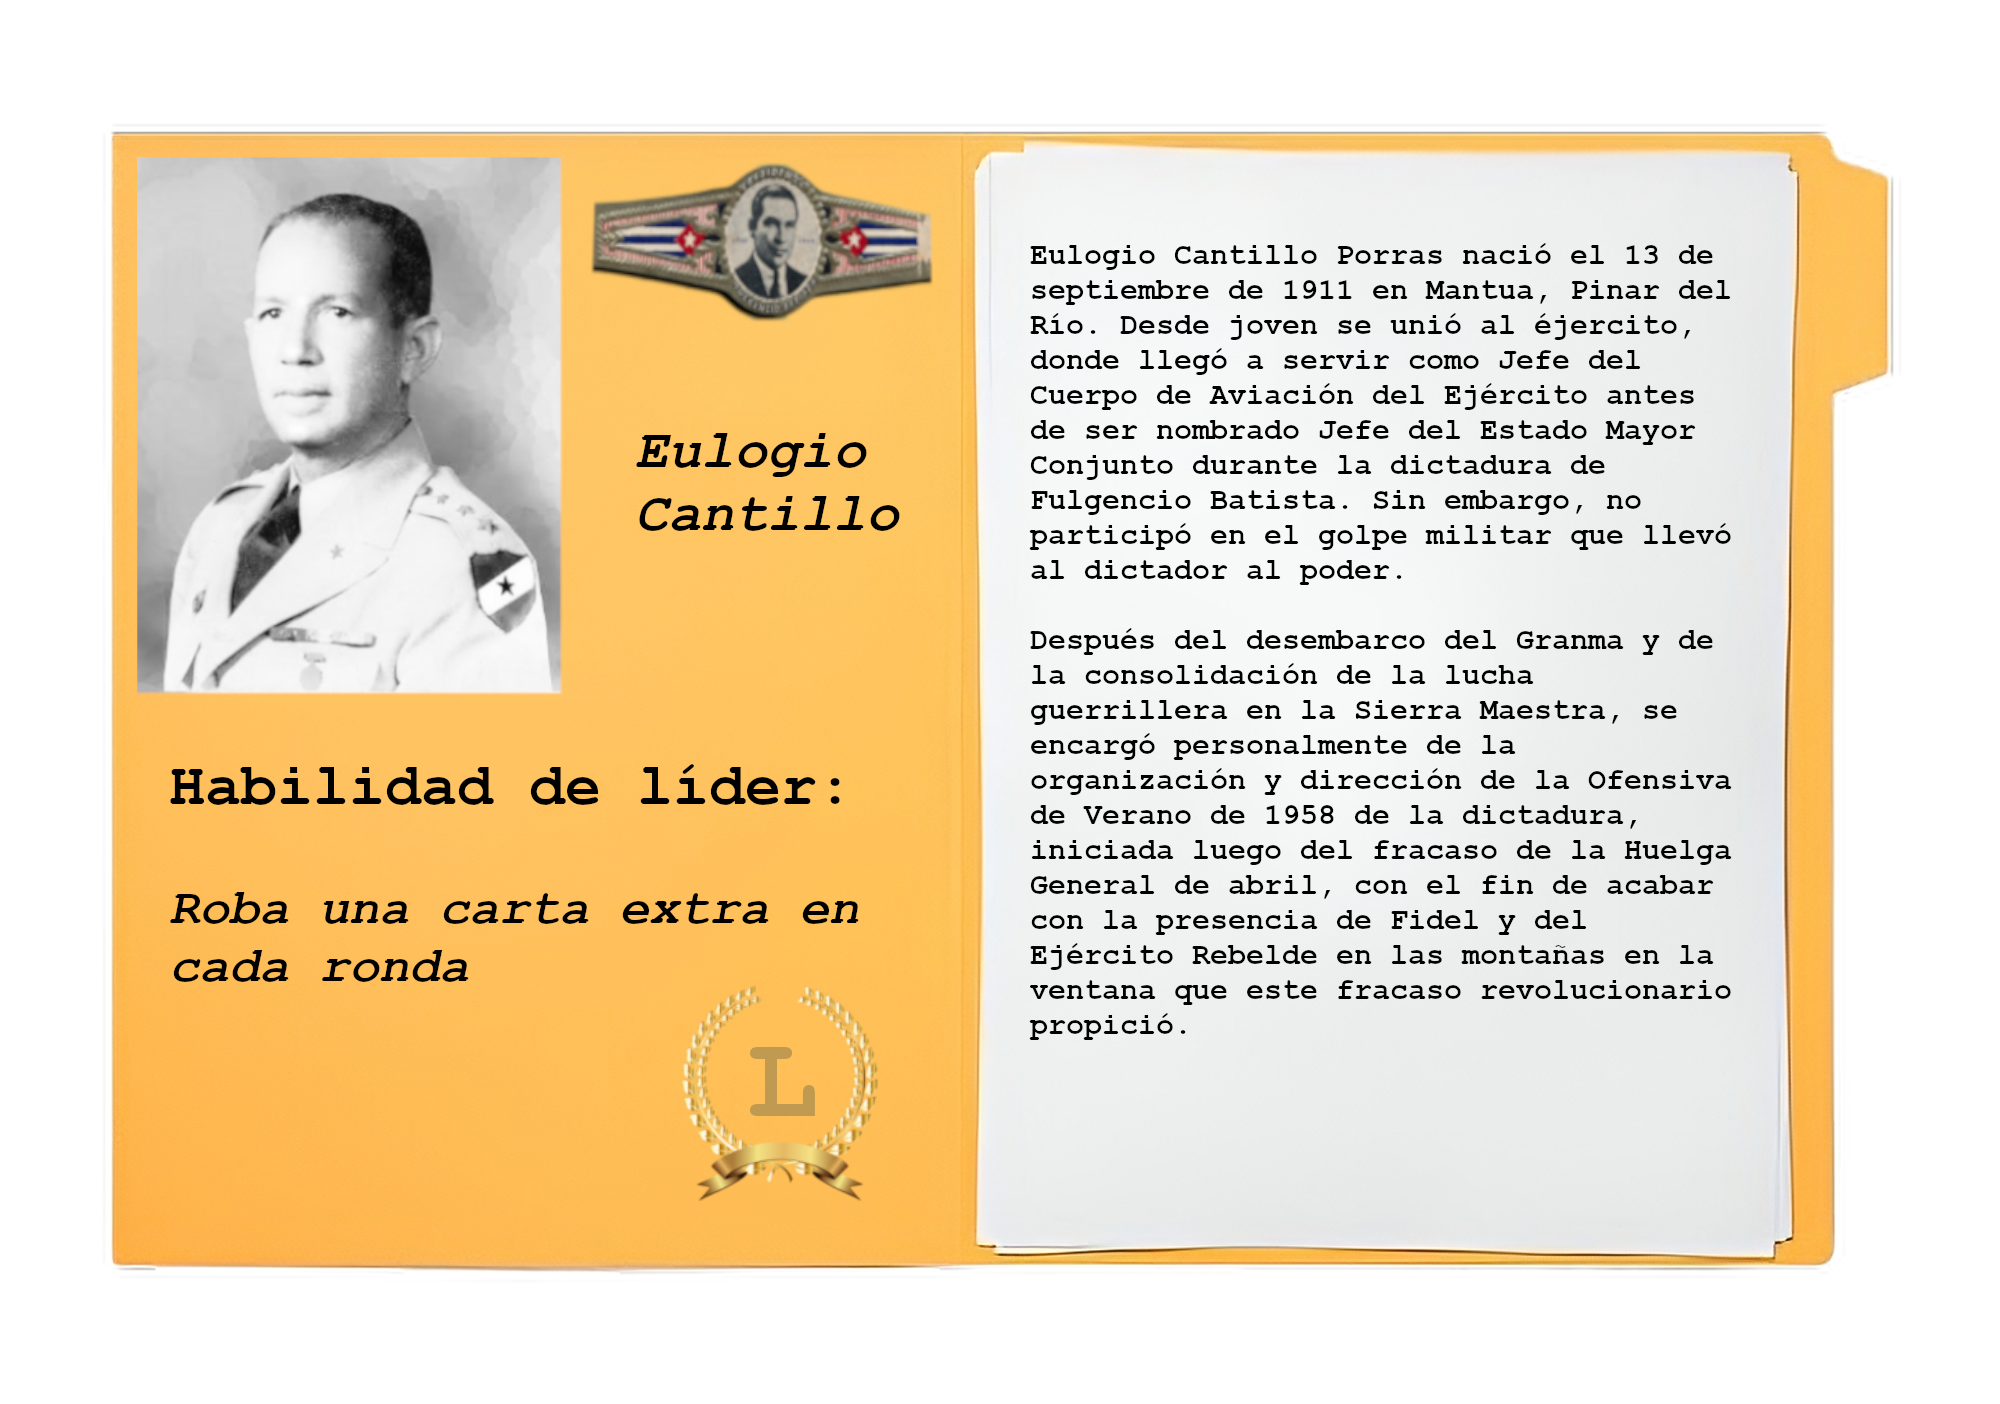 Eulogio
Cantillo
Habilidad de líder:
Roba una carta extra en
cada ronda
L
Eulogio Cantillo Porras nació el 13 de
septiembre de 1911 en Mantua, Pinar del
Río. Desde joven se unió al éjercito,
donde llegó a servir como Jefe del
Cuerpo de Aviación del Ejército antes
de ser nombrado Jefe del Estado Mayor
Conjunto durante la dictadura de
Fulgencio Batista. Sin embargo, no
participó en el golpe militar que llevó
al dictador al poder.
Después del desembarco del Granma y de
la consolidación de la lucha
guerrillera en la Sierra Maestra, se
encargó personalmente de la
organización y dirección de la Ofensiva
de Verano de 1958 de la dictadura,
iniciada luego del fracaso de la Huelga
General de abril, con el fin de acabar
con la presencia de Fidel y del
Ejército Rebelde en las montañas en la
ventana que este fracaso revolucionario
propició.